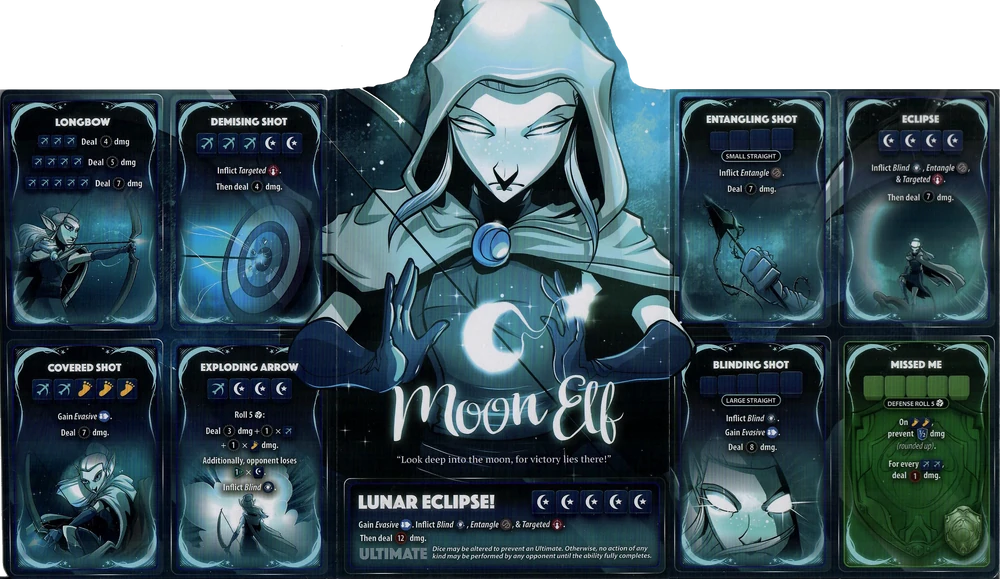 LONGBOW
Deal 4 dmg
Deal 5 dmg
Deal 7 dmg
DEMISING SHOT
Inflict Targeted.
Then deal 4 dmg.
COVERED SHOT
Gain Evasive.
Deal 7 dmg.
EXPLODING ARROW
Roll 5:
Deal 3 dmg + 1 ×
+ 1 × dmg.
Additionally, opponent loses
1 ×
Inflict Blind.
Moon Elf
“Look deep into the moon, for victory lies there!”
LUNAR ECLIPSE!
Gain Evasive. Inflict Blind, Entangle, & Targeted.
Then deal 12 dmg.
ULTIMATE
Dice may be altered to prevent an Ultimate. Otherwise, no action of any
kind may be performed by any opponent until the ability fully completes.
ENTANGLING SHOT
SMALL STRAIGHT
Inflict Entangle.
Deal 7 dmg.
ECLIPSE
Inflict Blind, Entangle,
& Targeted.
Then deal 7 dmg.
BLINDING SHOT
LARGE STRAIGHT
Inflict Blind.
Gain Evasive.
Deal 8 dmg.
MISSED ME
DEFENSE ROLL 5
On,
prevent ½ dmg
(rounded up).
For every,
deal 1 dmg.